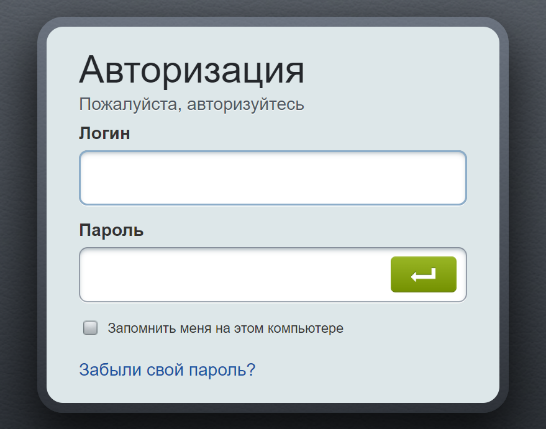 Авторизация
Пожалуйста, авторизуйтесь
Логин
Пароль
Запомнить меня на этом компьютере
Забыли свой пароль?